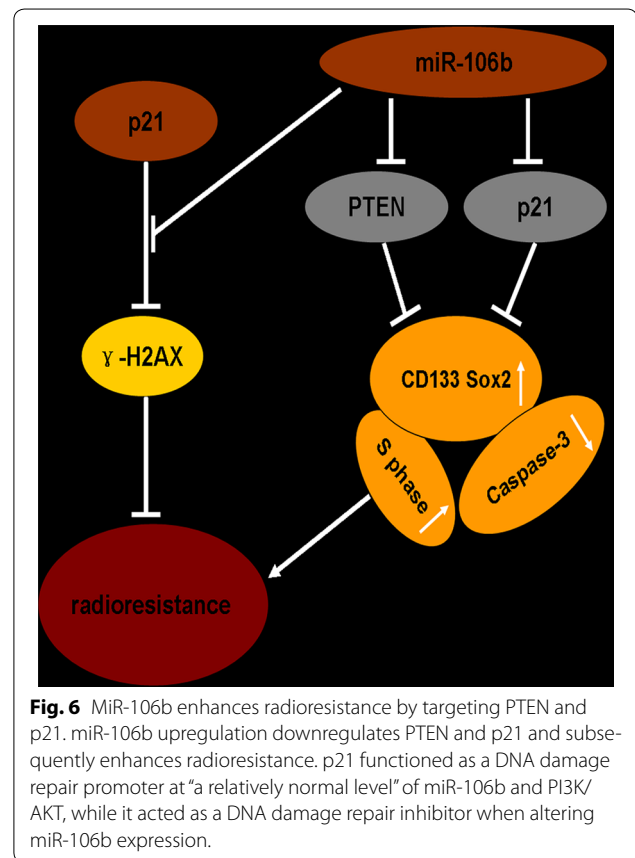 miR-106b
p21
PTEN
p21
ɣ-H2AX
CD133 Sox2
S phase
Caspase-3
radioresistance
Fig. 6 MiR-106b enhances radioresistance by targeting PTEN and
p21. miR-106b upregulation downregulates PTEN and p21 and subse-
quently enhances radioresistance. p21 functioned as a DNA damage
repair promoter at “a relatively normal level” of miR-106b and PI3K/
AKT, while it acted as a DNA damage repair inhibitor when altering
miR-106b expression.